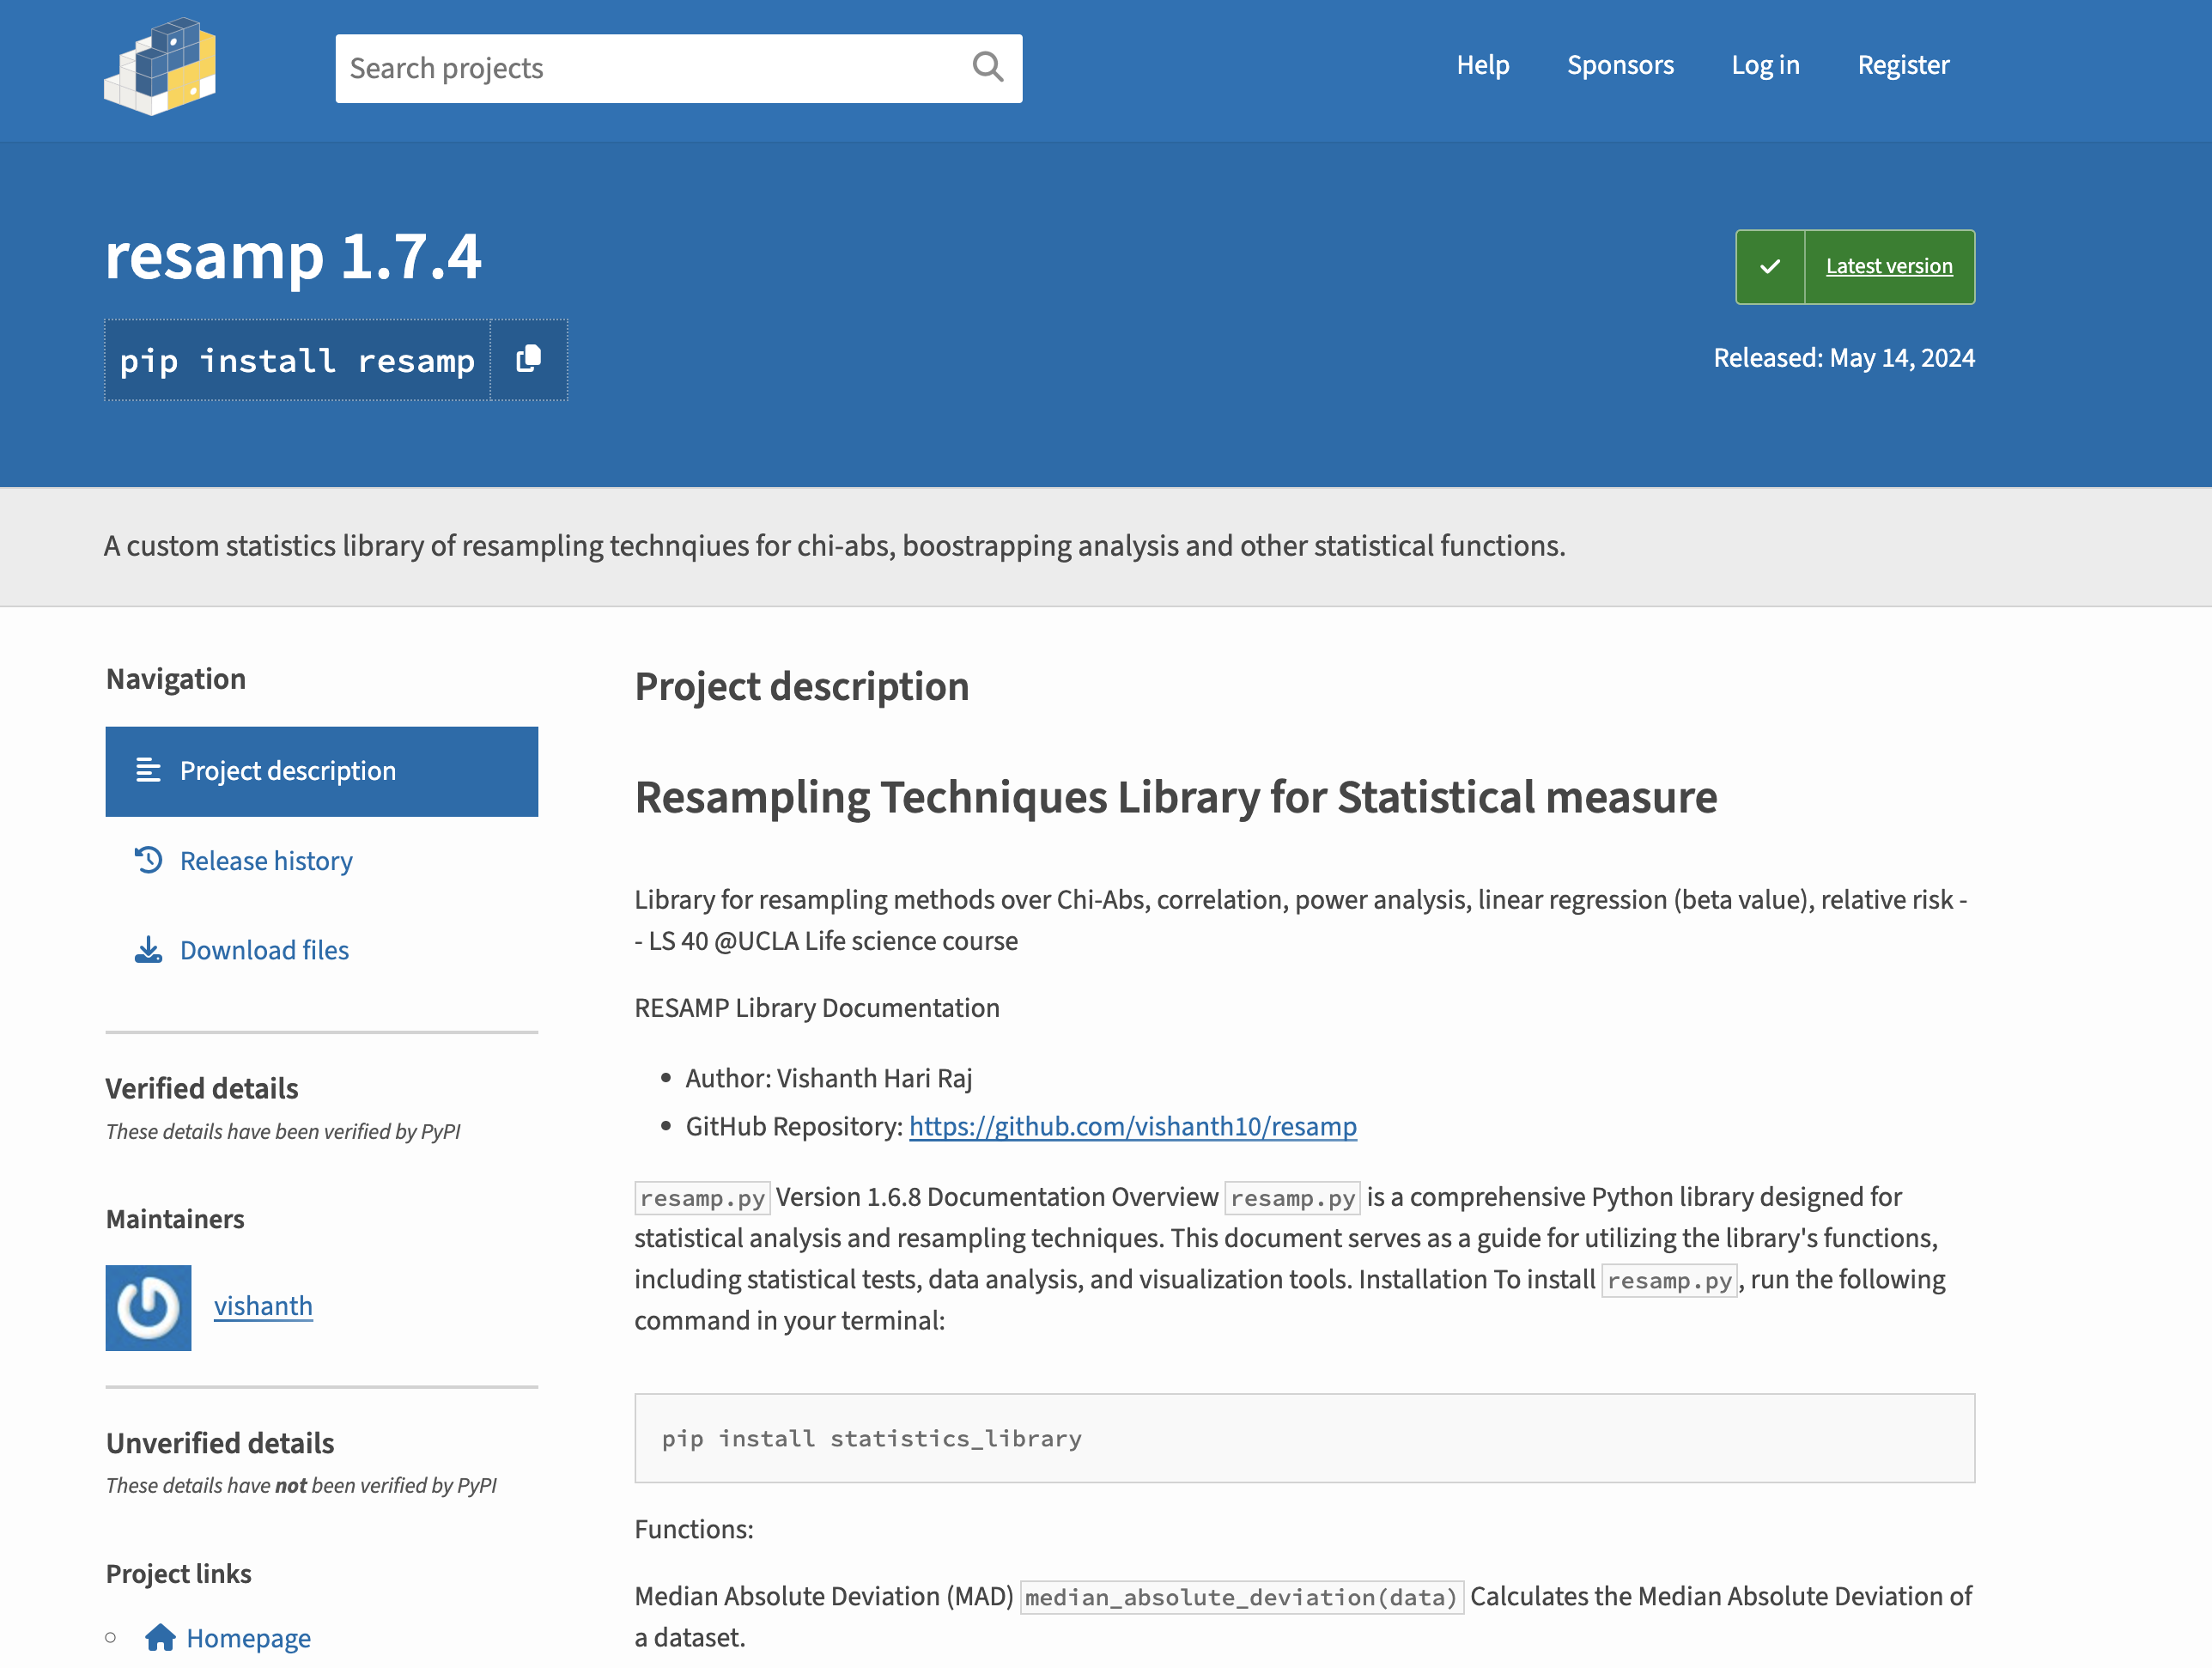 Search projects
Help
Sponsors
Log in
Register
resamp 1.7.4
pip install resamp
Latest version
Released: May 14, 2024
A custom statistics library of resampling technqiues for chi-abs, boostrapping analysis and other statistical functions.
Navigation
Project description
Release history
Download files
Verified details
These details have been verified by PyPI
Maintainers
vishanth
Unverified details
These details have not been verified by PyPI
Project links
Homepage
Project description
Resampling Techniques Library for Statistical measure
Library for resampling methods over Chi-Abs, correlation, power analysis, linear regression (beta value), relative risk -
- LS 40 @UCLA Life science course
RESAMP Library Documentation
Author: Vishanth Hari Raj
GitHub Repository: https://github.com/vishanth10/resamp
resamp.py Version 1.6.8 Documentation Overview resamp.py is a comprehensive Python library designed for
statistical analysis and resampling techniques. This document serves as a guide for utilizing the library's functions,
including statistical tests, data analysis, and visualization tools. Installation To install resamp.py, run the following
command in your terminal:
pip install statistics_library
Functions:
Median Absolute Deviation (MAD) median_absolute_deviation(data) Calculates the Median Absolute Deviation of
a dataset.